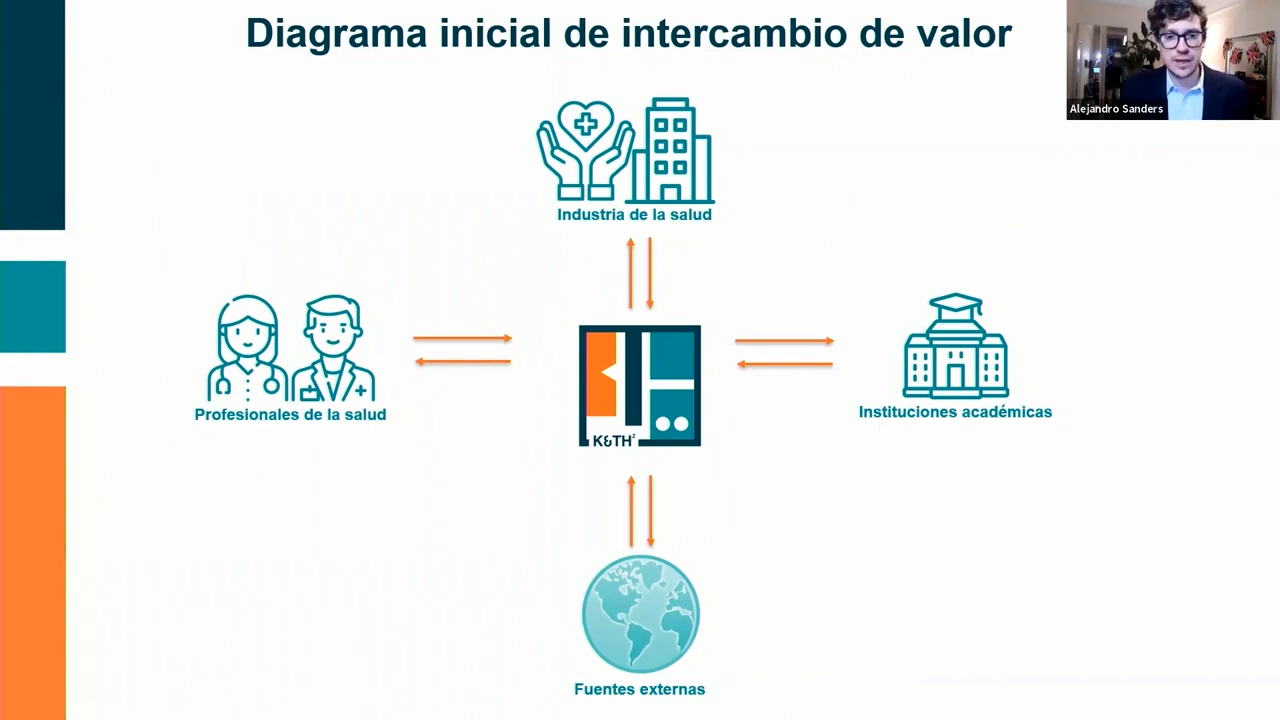 Diagrama inicial de intercambio de valor
Alejandro Sanders
Industria de la salud
Profesionales de la salud
K&TH²
Instituciones académicas
Fuentes externas